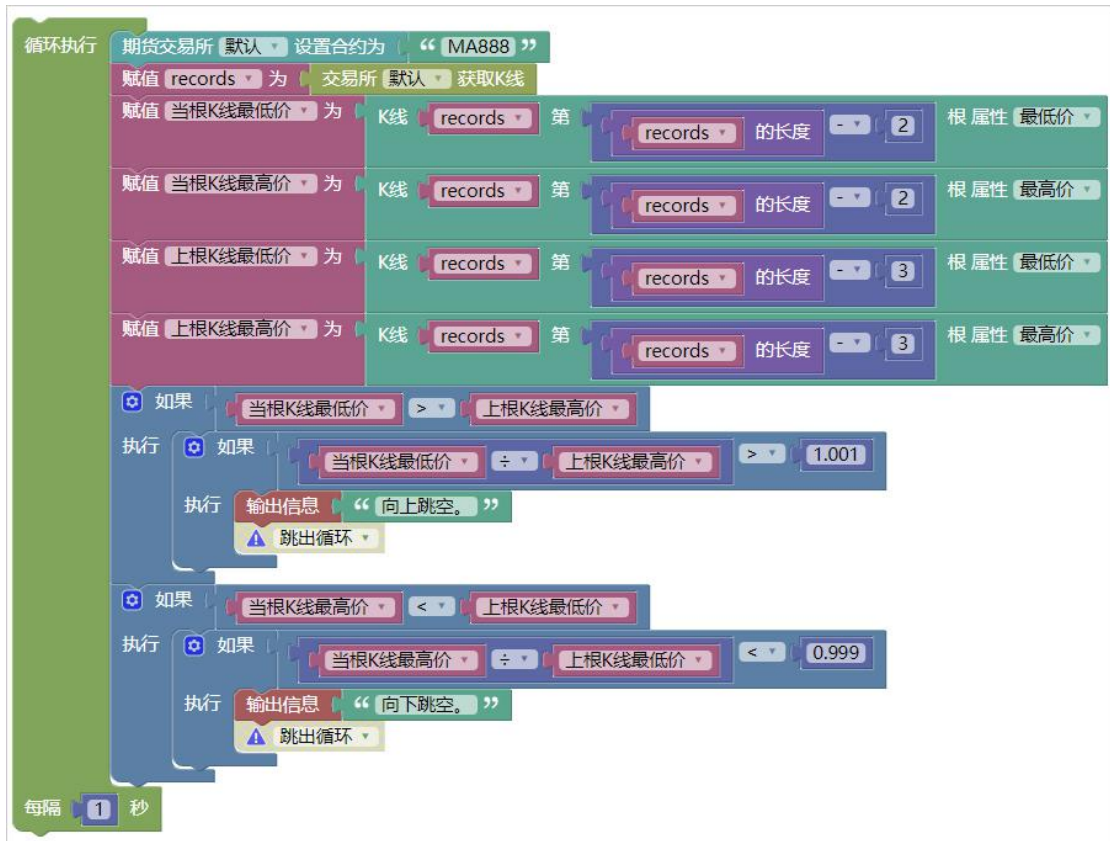 循环执行 期货交易所 默认 设置合约为 “ MA888 ”
赋值 records 为 交易所 默认 获取K线
赋值 当根K线最低价 为 K线 records 第 records 的长度 - 2 根 属性 最低价
赋值 当根K线最高价 为 K线 records 第 records 的长度 - 2 根 属性 最高价
赋值 上根K线最低价 为 K线 records 第 records 的长度 - 3 根 属性 最低价
赋值 上根K线最高价 为 K线 records 第 records 的长度 - 3 根 属性 最高价
如果 当根K线最低价 > 上根K线最高价
执行 如果 当根K线最低价 ÷ 上根K线最高价 > 1.001
执行 输出信息 “ 向上跳空。 ”
跳出循环
如果 当根K线最高价 < 上根K线最低价
执行 如果 当根K线最高价 ÷ 上根K线最低价 < 0.999
执行 输出信息 “ 向下跳空。 ”
跳出循环
每隔 1 秒